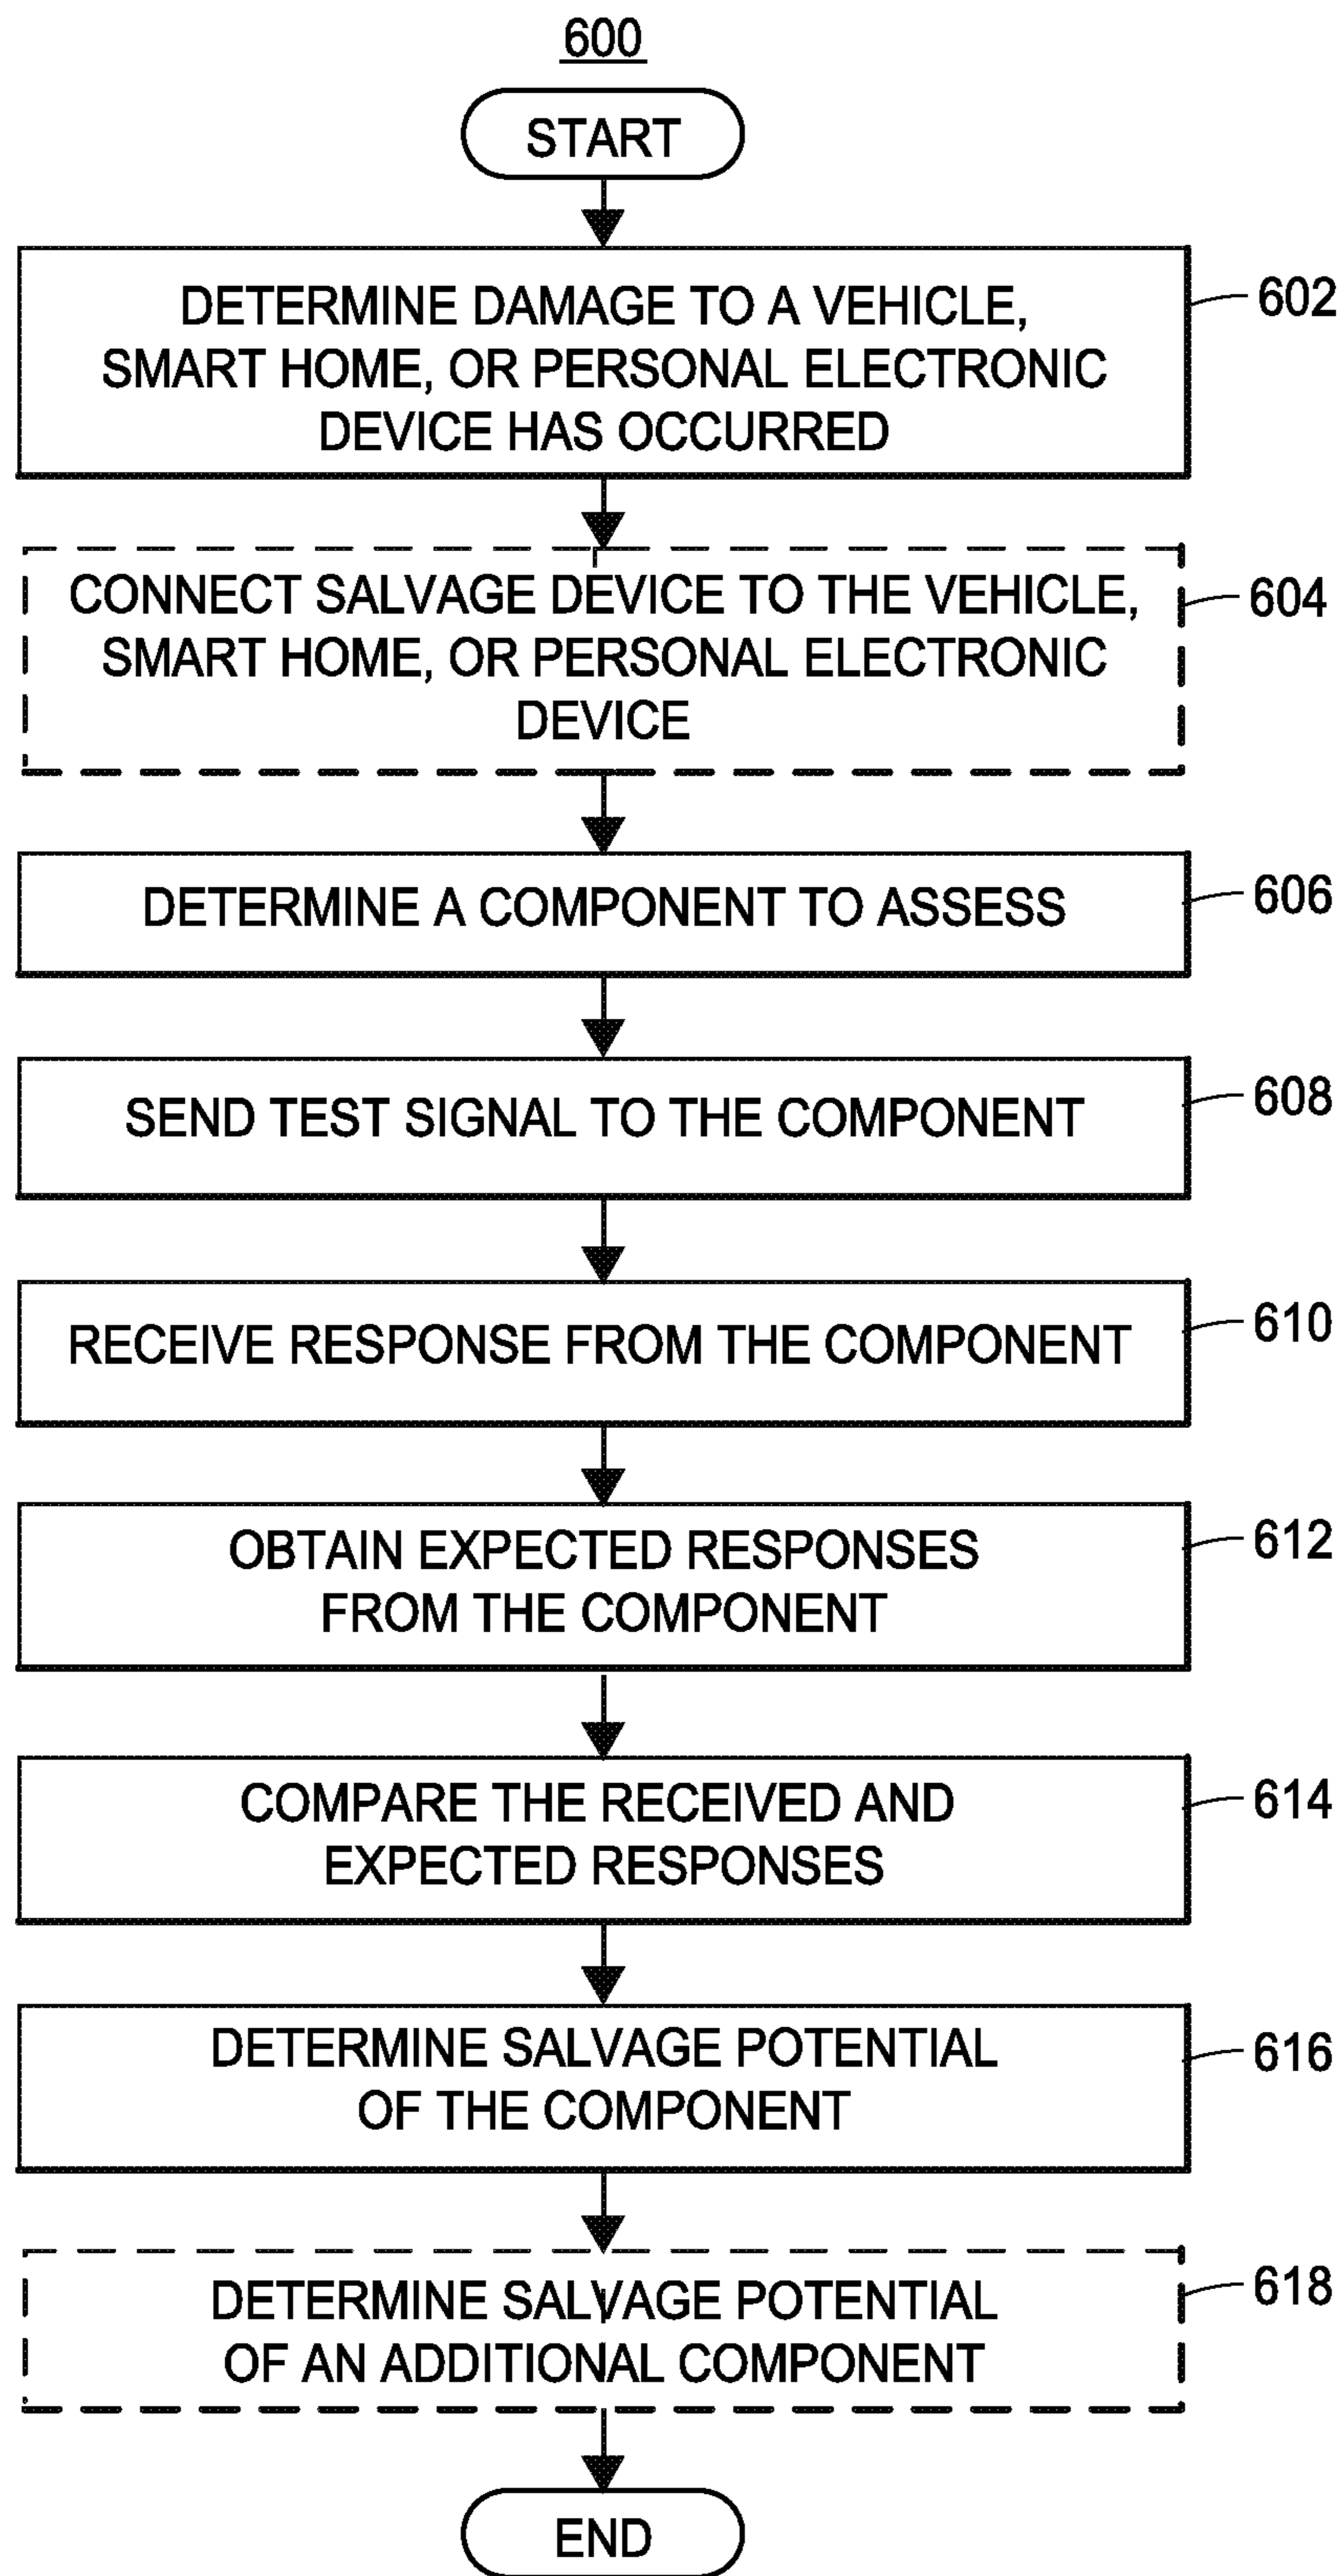 600
START
DETERMINE DAMAGE TO A VEHICLE,
SMART HOME, OR PERSONAL ELECTRONIC
DEVICE HAS OCCURRED
602
CONNECT SALVAGE DEVICE TO THE VEHICLE,
SMART HOME, OR PERSONAL ELECTRONIC
DEVICE
604
DETERMINE A COMPONENT TO ASSESS
606
SEND TEST SIGNAL TO THE COMPONENT
608
RECEIVE RESPONSE FROM THE COMPONENT
610
OBTAIN EXPECTED RESPONSES
FROM THE COMPONENT
612
COMPARE THE RECEIVED AND
EXPECTED RESPONSES
614
DETERMINE SALVAGE POTENTIAL
OF THE COMPONENT
616
DETERMINE SALVAGE POTENTIAL
OF AN ADDITIONAL COMPONENT
618
END